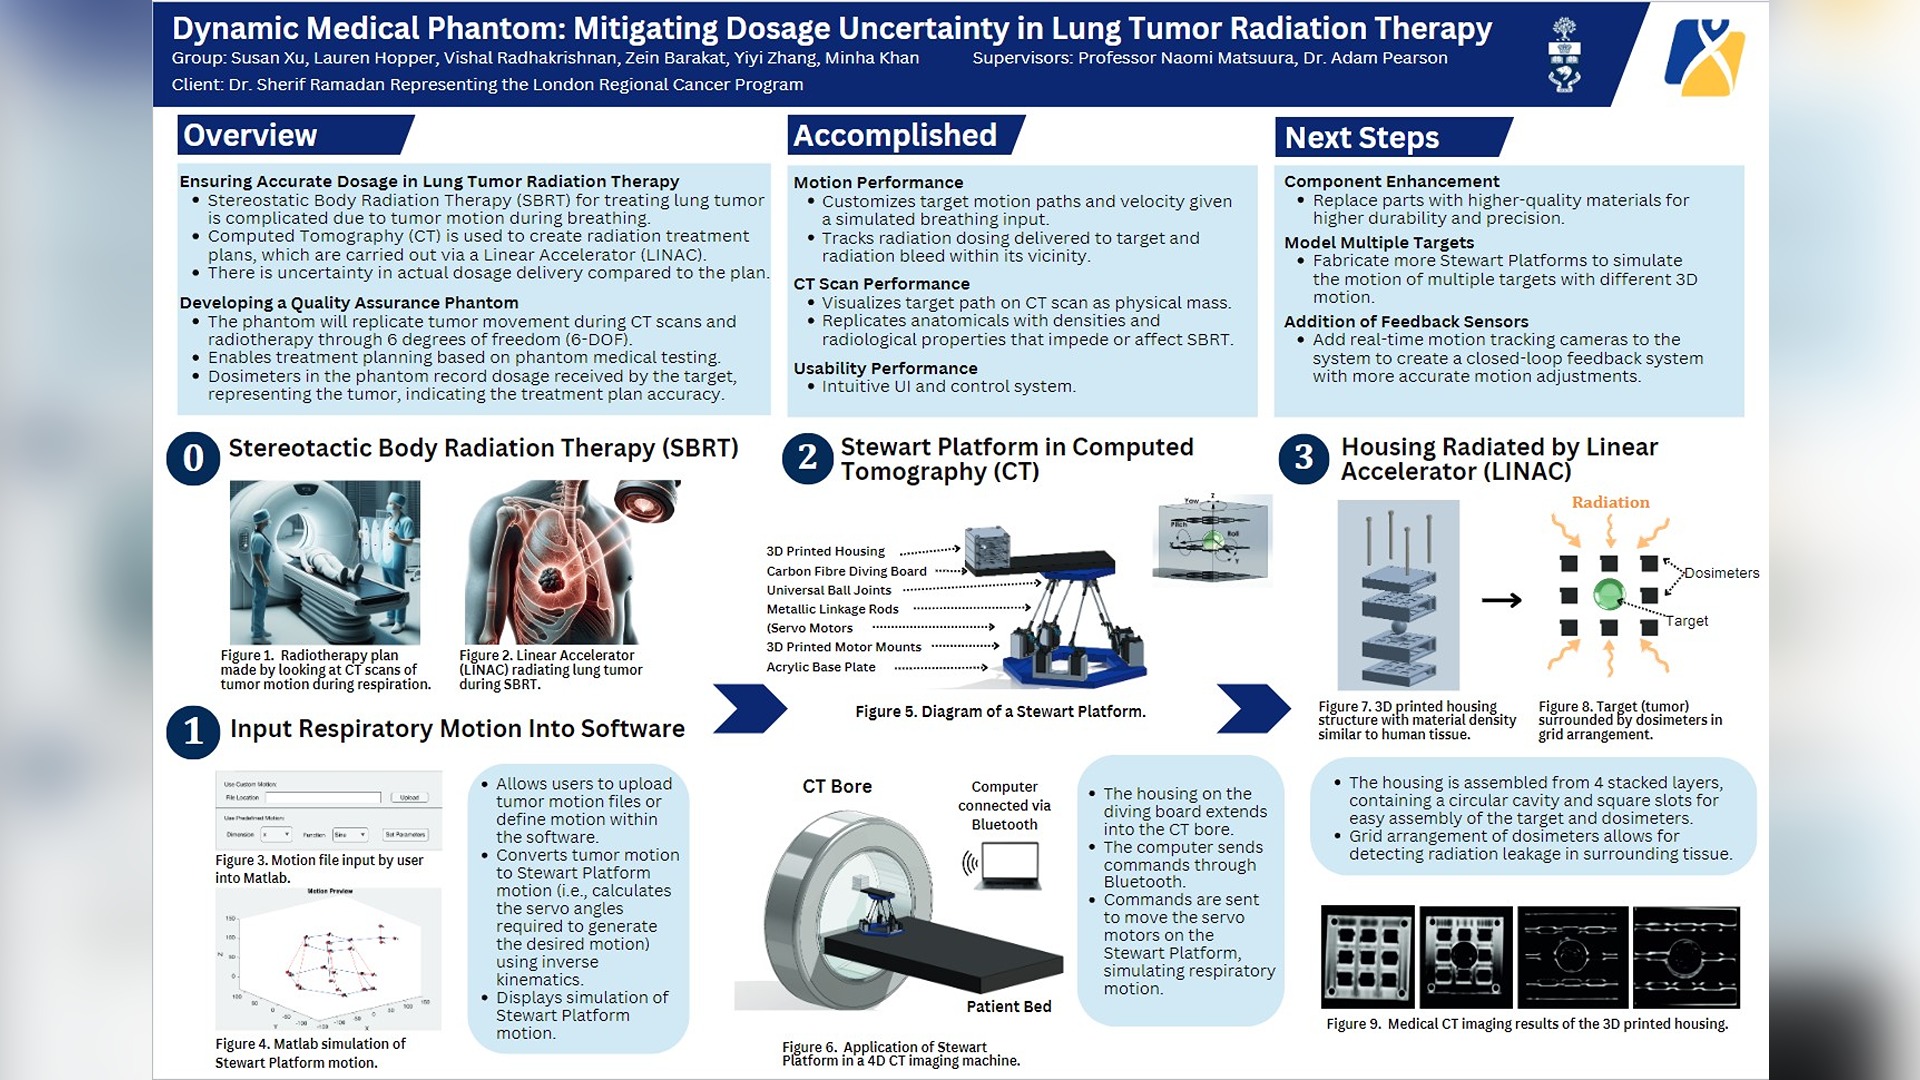 Dynamic Medical Phantom: Mitigating Dosage Uncertainty in Lung Tumor Radiation Therapy
Group: Susan Xu, Lauren Hopper, Vishal Radhakrishnan, Zein Barakat, Yiyi Zhang, Minha Khan
Supervisors: Professor Naomi Matsuura, Dr. Adam Pearson
Client: Dr. Sherif Ramadan Representing the London Regional Cancer Program
Overview
Ensuring Accurate Dosage in Lung Tumor Radiation Therapy
• Stereostatic Body Radiation Therapy (SBRT) for treating lung tumor
is complicated due to tumor motion during breathing.
• Computed Tomography (CT) is used to create radiation treatment
plans, which are carried out via a Linear Accelerator (LINAC).
• There is uncertainty in actual dosage delivery compared to the plan.
Developing a Quality Assurance Phantom
• The phantom will replicate tumor movement during CT scans and
radiotherapy through 6 degrees of freedom (6-DOF).
• Enables treatment planning based on phantom medical testing.
• Dosimeters in the phantom record dosage received by the target,
representing the tumor, indicating the treatment plan accuracy.
Accomplished
Motion Performance
• Customizes target motion paths and velocity given
a simulated breathing input.
• Tracks radiation dosing delivered to target and
radiation bleed within its vicinity.
CT Scan Performance
• Visualizes target path on CT scan as physical mass.
• Replicates anatomicals with densities and
radiological properties that impede or affect SBRT.
Usability Performance
• Intuitive UI and control system.
Next Steps
Component Enhancement
• Replace parts with higher-quality materials for
higher durability and precision.
Model Multiple Targets
• Fabricate more Stewart Platforms to simulate
the motion of multiple targets with different 3D
motion.
Addition of Feedback Sensors
• Add real-time motion tracking cameras to the
system to create a closed-loop feedback system
with more accurate motion adjustments.
0
Stereotactic Body Radiation Therapy (SBRT)
Figure 1. Radiotherapy plan
made by looking at CT scans of
tumor motion during respiration.
Figure 2. Linear Accelerator
(LINAC) radiating lung tumor
during SBRT.
1
Input Respiratory Motion Into Software
Use Custom Motion:
File Location
Upload
Use Predefined Motion:
Dimension
x
Function
Sine
Set Parameters
Figure 3. Motion file input by user
into Matlab.
Motion Preview
Z
Y
X
Figure 4. Matlab simulation of
Stewart Platform motion.
• Allows users to upload
tumor motion files or
define motion within
the software.
• Converts tumor motion
to Stewart Platform
motion (i.e., calculates
the servo angles
required to generate
the desired motion)
using inverse
kinematics.
• Displays simulation of
Stewart Platform
motion.
2
Stewart Platform in Computed
Tomography (CT)
3D Printed Housing
Carbon Fibre Diving Board
Universal Ball Joints
Metallic Linkage Rods
(Servo Motors
3D Printed Motor Mounts
Acrylic Base Plate
Yaw
Z
Pitch
Roll
X
Y
Figure 5. Diagram of a Stewart Platform.
CT Bore
Computer
connected via
Bluetooth
Patient Bed
Figure 6. Application of Stewart
Platform in a 4D CT imaging machine.
• The housing on the
diving board extends
into the CT bore.
• The computer sends
commands through
Bluetooth.
• Commands are sent
to move the servo
motors on the
Stewart Platform,
simulating respiratory
motion.
3
Housing Radiated by Linear
Accelerator (LINAC)
Radiation
Dosimeters
Target
Figure 7. 3D printed housing
structure with material density
similar to human tissue.
Figure 8. Target (tumor)
surrounded by dosimeters in
grid arrangement.
• The housing is assembled from 4 stacked layers,
containing a circular cavity and square slots for
easy assembly of the target and dosimeters.
• Grid arrangement of dosimeters allows for
detecting radiation leakage in surrounding tissue.
Figure 9. Medical CT imaging results of the 3D printed housing.